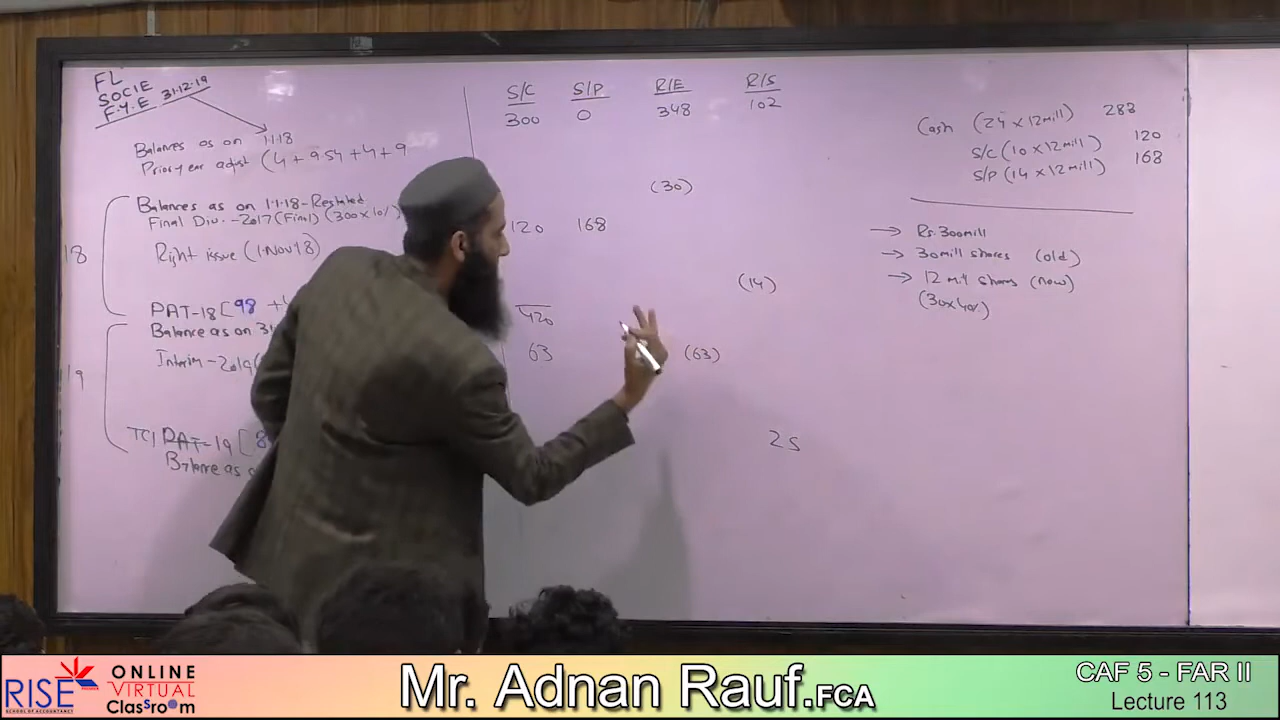 FL
SOCIE
F.Y.E 31·12·19
S/C S/P R/E R/S
300 0 348 102
Balances as on 1·1·18
Prior year adjust (4 + 9.54 + 4 + 9
(30)
Balances as on 1·1·18-Restated
Final Div. -2017 (Final) (300x10%)
18
Right issue (1·Nov 18)
120 168
(14)
PAT-18 [98 +4
420
Balance as on 31
Interim - 2019
63 (63)
19
TCI PAT-19 [8
25
Balance as
Cash (24 x 12mill) 288
S/C (10 x 12mill) 120
S/P (14 x 12mill) 168
→ Rs. 300mill
→ 30mill shares (old)
→ 12 mil shares (new)
(30x40%)
RISE
SCHOOL OF ACCOUNTANCY
ONLINE
VIRTUAL
ClasSro@m
Mr. Adnan Rauf.FCA
CAF 5 - FAR II
Lecture 113